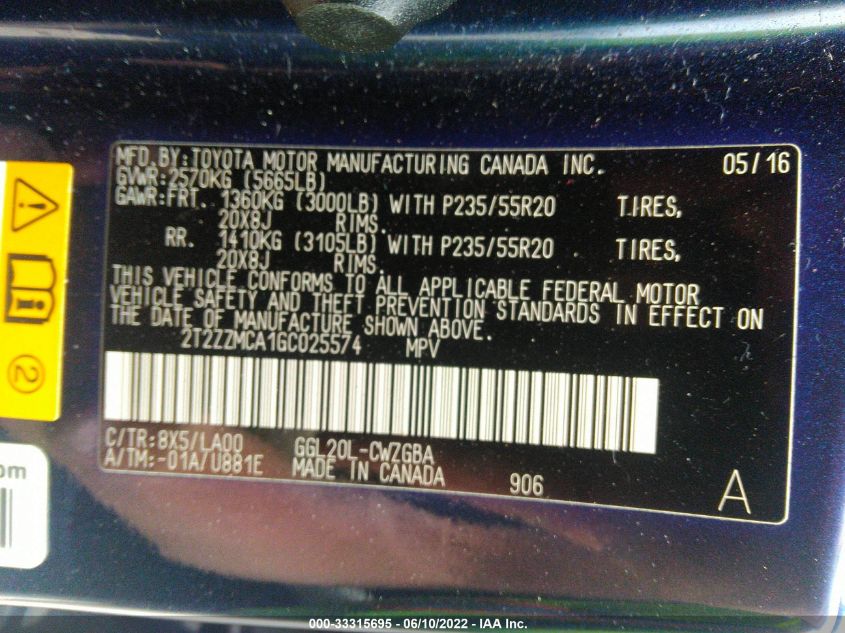 MFD.BY:TOYOTA MOTOR MANUFACTURING CANADA INC. 05/16
GVWR:2570KG (5665LB)
GAWR:FRT. 1360KG (3000LB) WITH P235/55R20 TIRES,
20X8J RIMS.
RR. 1410KG (3105LB) WITH P235/55R20 TIRES,
20X8J RIMS.
THIS VEHICLE CONFORMS TO ALL APPLICABLE FEDERAL MOTOR
VEHICLE SAFETY AND THEFT PREVENTION STANDARDS IN EFFECT ON
THE DATE OF MANUFACTURE SHOWN ABOVE.
2T2ZZMCA1GC025574 MPV
C/TR:8X5/LA00 GGL20L-CWZGBA
A/TM:-01A/U881E MADE IN CANADA 906
A
2
om
000-33315695 - 06/10/2022 - IAA Inc.